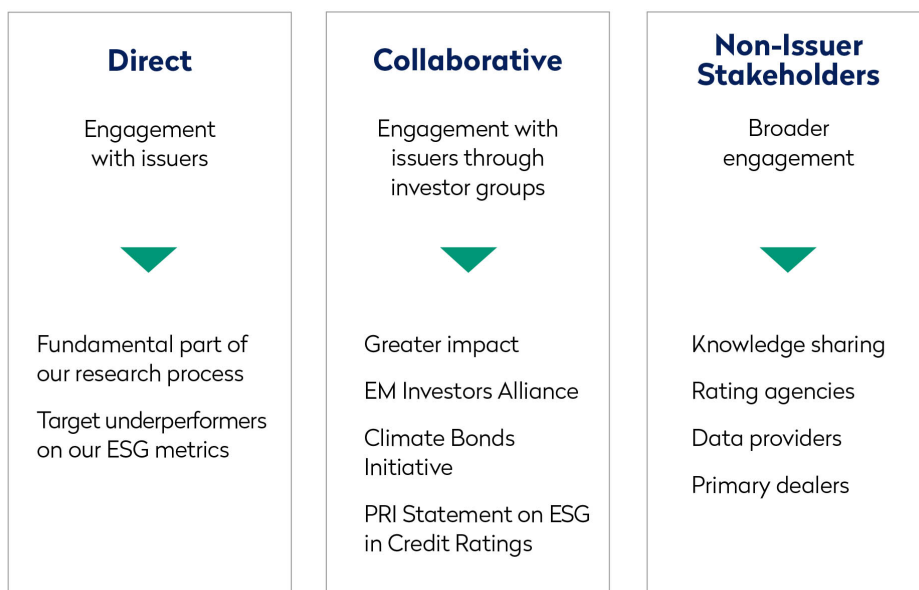 Direct
Engagement
with issuers
Fundamental part of
our research process
Target underperformers
on our ESG metrics
Collaborative
Engagement with
issuers through
investor groups
Greater impact
EM Investors Alliance
Climate Bonds
Initiative
PRI Statement on ESG
in Credit Ratings
Non-Issuer
Stakeholders
Broader
engagement
Knowledge sharing
Rating agencies
Data providers
Primary dealers